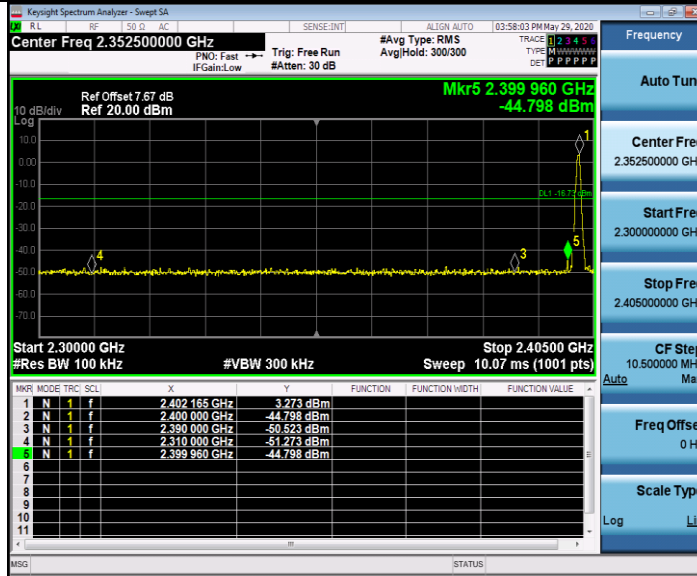 Keysight Spectrum Analyzer - Swept SA
RL RF 50 Ω AC SENSE:INT ALIGN AUTO 03:58:03 PM May 29, 2020
Center Freq 2.352500000 GHz
PNO: Fast
IFGain:Low
Trig: Free Run
#Atten: 30 dB
#Avg Type: RMS
Avg|Hold: 300/300
TRACE 1 2 3 4 5 6
TYPE M WWWWW
DET P P P P P P
Mkr5 2.399 960 GHz
-44.798 dBm
Ref Offset 7.67 dB
10 dB/div Ref 20.00 dBm
Log
10.0
0.00
-10.0
-20.0
-30.0
-40.0
-50.0
-60.0
-70.0
DL1 -16.73 dBm
1
5
3
4
Start 2.30000 GHz Stop 2.40500 GHz
#Res BW 100 kHz #VBW 300 kHz Sweep 10.07 ms (1001 pts)
MKR MODE TRC SCL X Y FUNCTION FUNCTION WIDTH FUNCTION VALUE
1 N 1 f 2.402 165 GHz 3.273 dBm
2 N 1 f 2.400 000 GHz -44.798 dBm
3 N 1 f 2.390 000 GHz -50.523 dBm
4 N 1 f 2.310 000 GHz -51.273 dBm
5 N 1 f 2.399 960 GHz -44.798 dBm
6
7
8
9
10
11
MSG STATUS
Frequency
Auto Tun
Center Fre
2.352500000 GH
Start Fre
2.300000000 GH
Stop Fre
2.405000000 GH
CF Ste
10.500000 MH
Auto Ma
Freq Offse
0 H
Scale Typ
Log Li